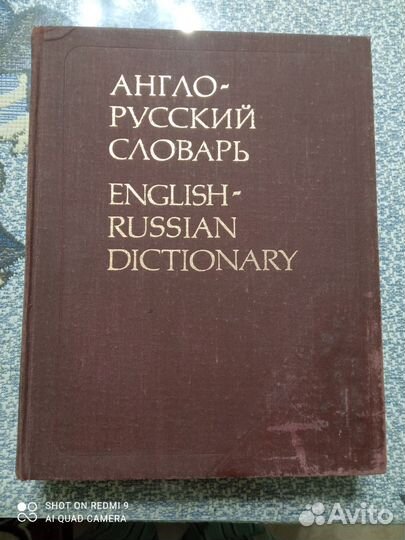 АНГЛО-
РУССКИЙ
СЛОВАРЬ
ENGLISH-
RUSSIAN
DICTIONARY
SHOT ON REDMI 9
AI QUAD CAMERA
Avito